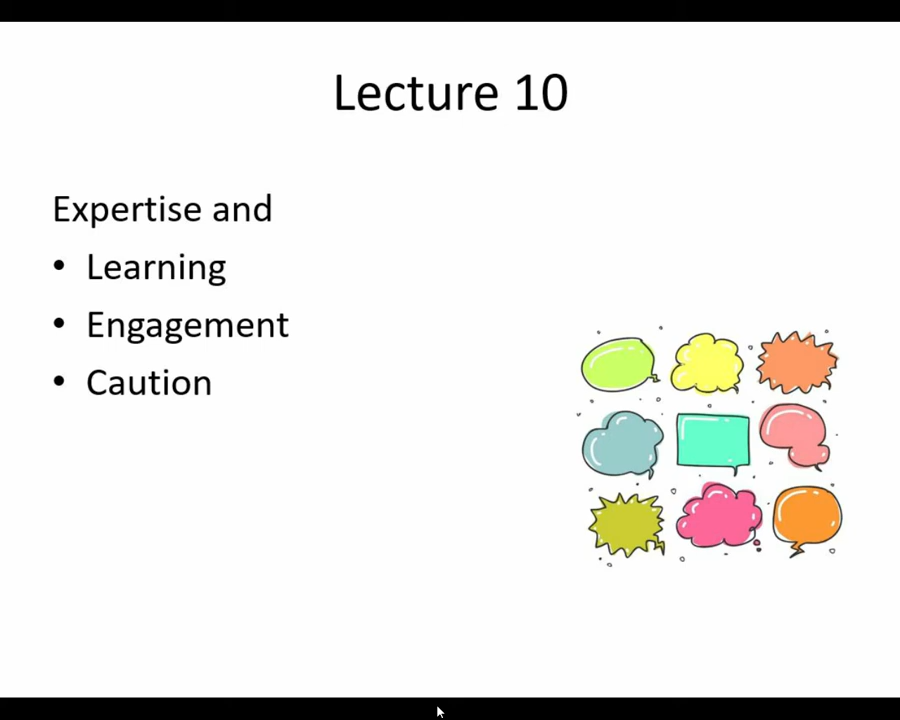 Lecture 10
Expertise and
• Learning
• Engagement
• Caution